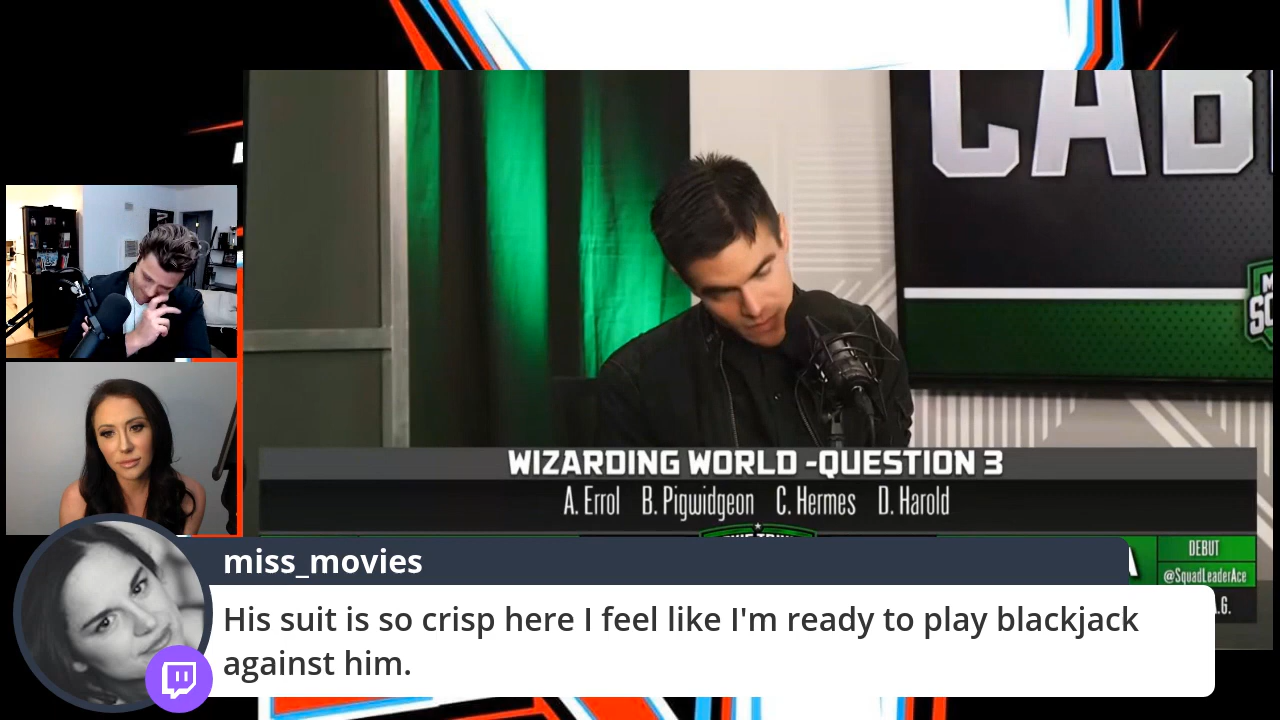 CAB
WIZARDING WORLD -QUESTION 3
A. Errol B. Pigwidgeon C. Hermes D. Harold
DEBUT
@SquadLeaderAce
miss_movies
His suit is so crisp here I feel like I'm ready to play blackjack
against him.